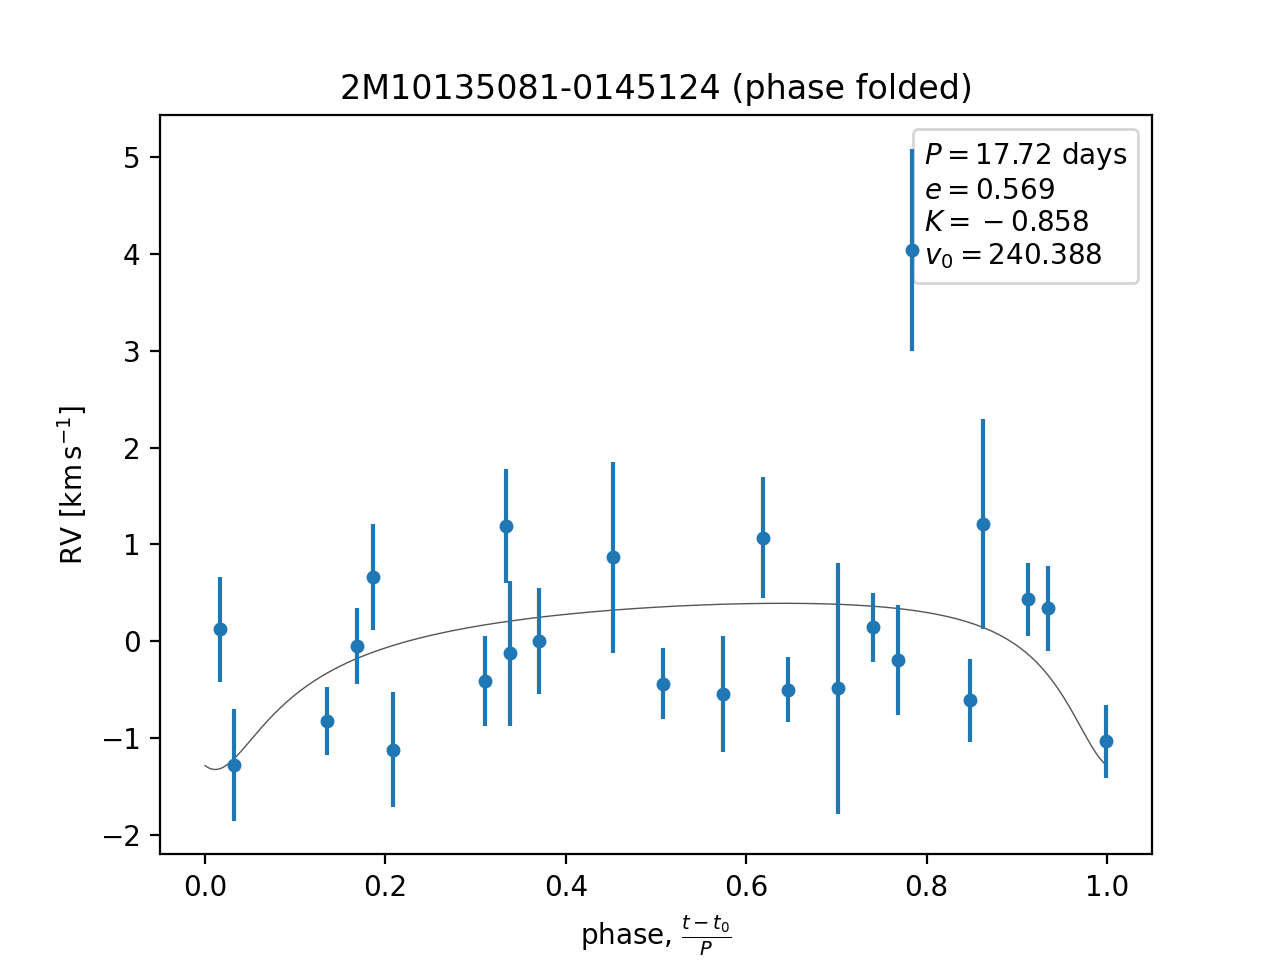 2M10135081-0145124 (phase folded)
P = 17.72 days
e = 0.569
K = −0.858
v₀ = 240.388
RV [km s⁻¹]
5
4
3
2
1
0
−1
−2
0.0 0.2 0.4 0.6 0.8 1.0
phase, (t − t₀)/P